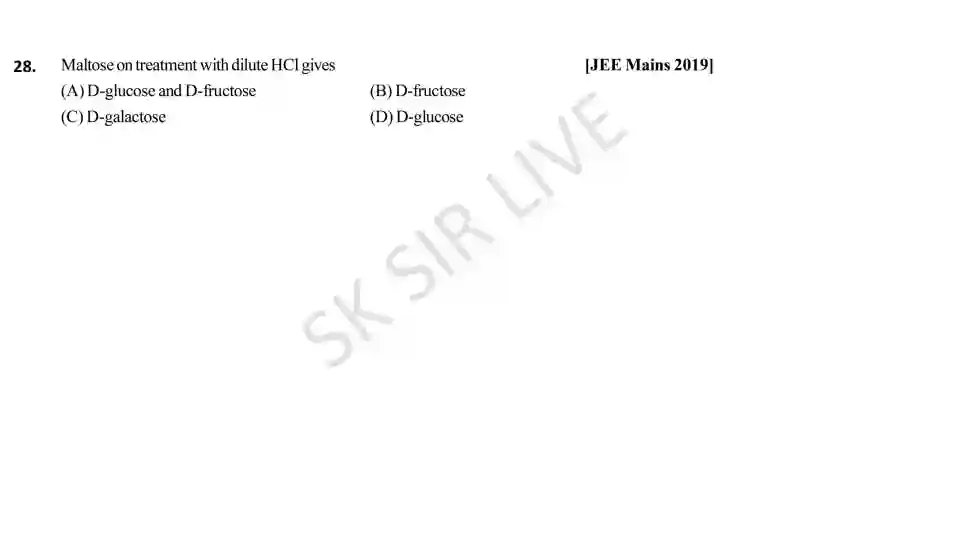 28. Maltose on treatment with dilute HCl gives [JEE Mains 2019]
(A) D-glucose and D-fructose (B) D-fructose
(C) D-galactose (D) D-glucose
SK SIR LIVE